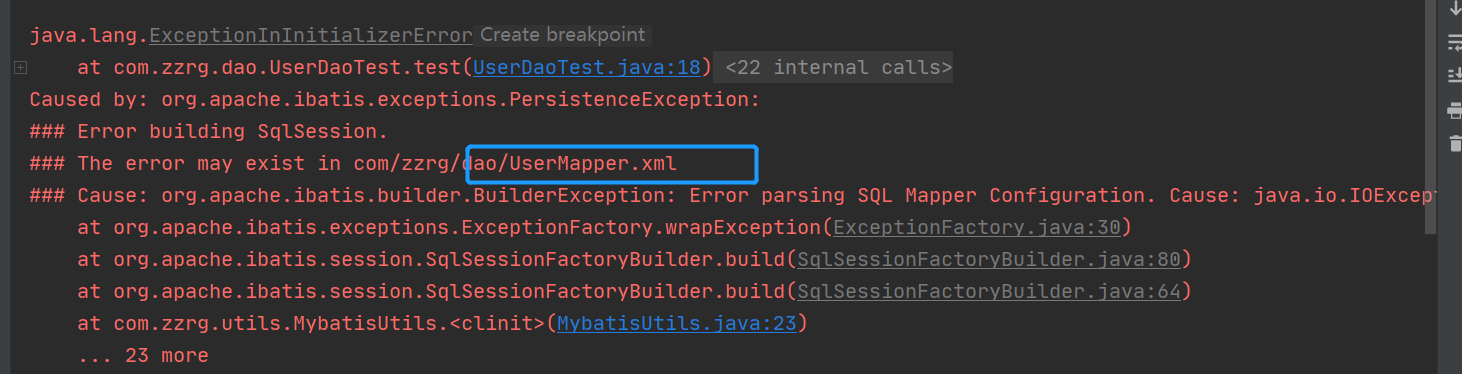 java.lang.ExceptionInInitializerError Create breakpoint
at com.zzrg.dao.UserDaoTest.test(UserDaoTest.java:18) <22 internal calls>
Caused by: org.apache.ibatis.exceptions.PersistenceException:
### Error building SqlSession.
### The error may exist in com/zzrg/dao/UserMapper.xml
### Cause: org.apache.ibatis.builder.BuilderException: Error parsing SQL Mapper Configuration. Cause: java.io.IOExcept
at org.apache.ibatis.exceptions.ExceptionFactory.wrapException(ExceptionFactory.java:30)
at org.apache.ibatis.session.SqlSessionFactoryBuilder.build(SqlSessionFactoryBuilder.java:80)
at org.apache.ibatis.session.SqlSessionFactoryBuilder.build(SqlSessionFactoryBuilder.java:64)
at com.zzrg.utils.MybatisUtils.<clinit>(MybatisUtils.java:23)
... 23 more